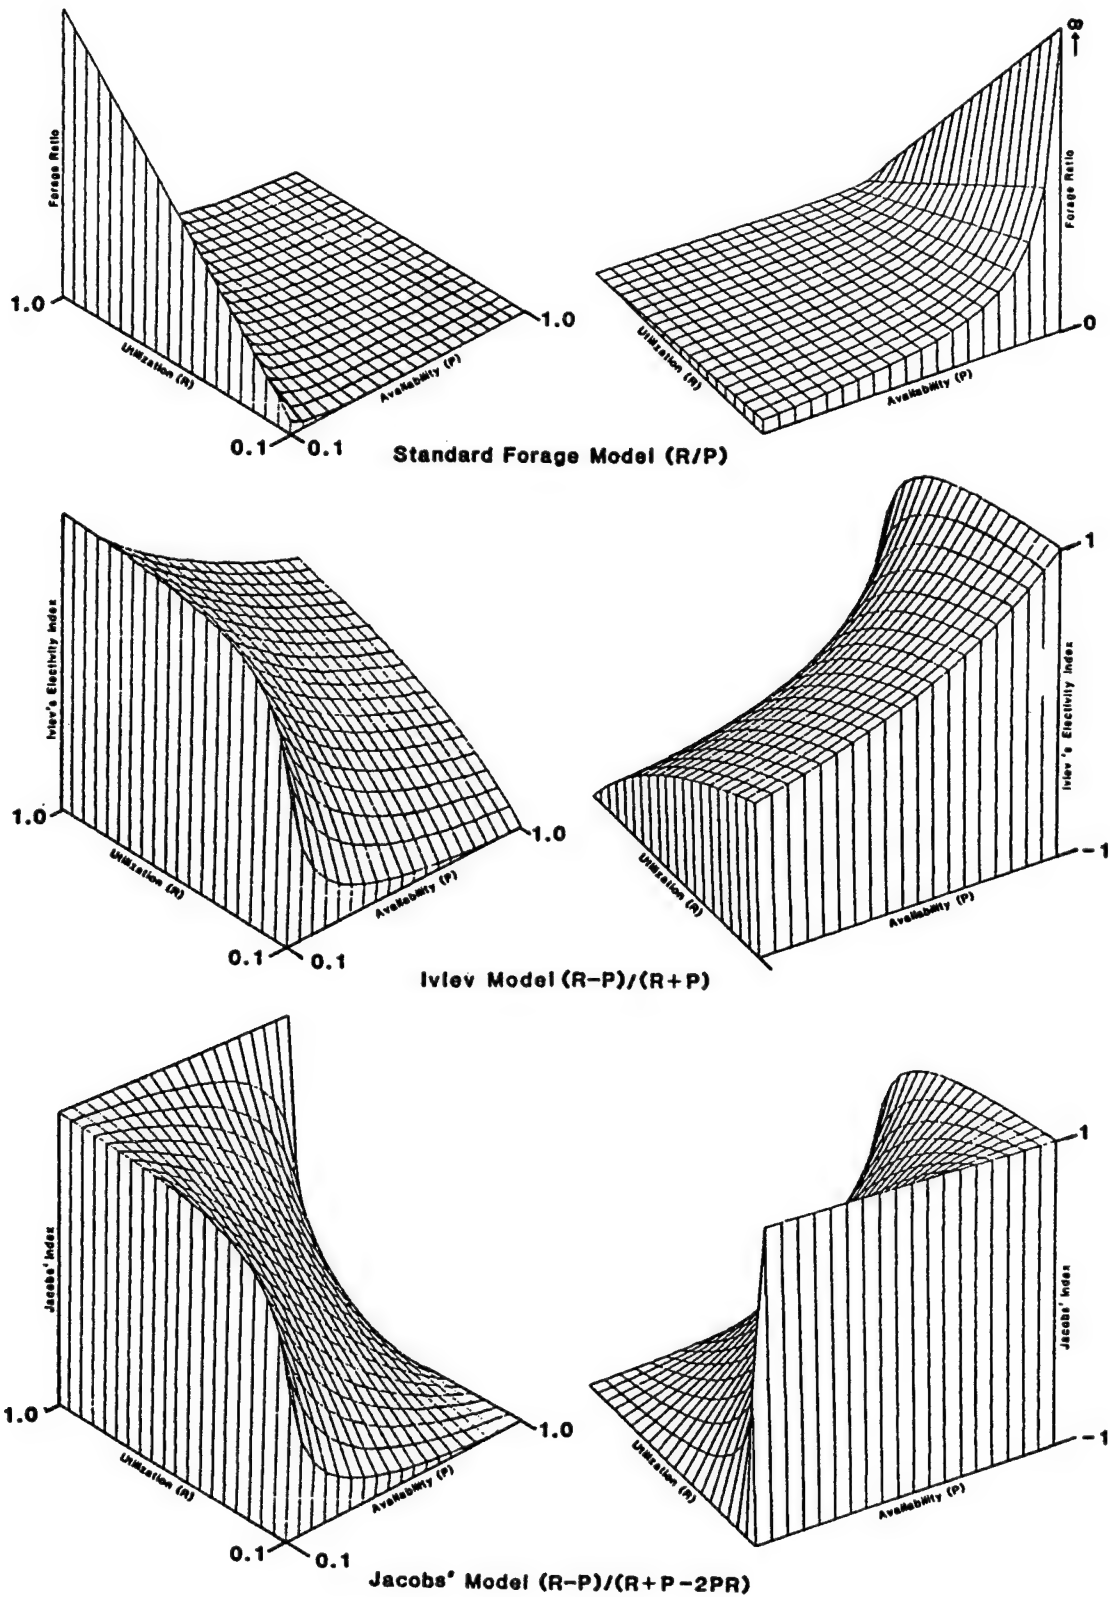 ∞
Forage Ratio
Forage Ratio
1.0
Utilization (R)
Availability (P)
1.0
0.1
0.1
Utilization (R)
Availability (P)
0
Standard Forage Model (R/P)
1
Ivlev's Electivity Index
Ivlev's Electivity Index
1.0
Utilization (R)
Availability (P)
1.0
0.1
0.1
Utilization (R)
Availability (P)
-1
Ivlev Model (R-P)/(R+P)
1
Jacobs' Index
Jacobs' Index
1.0
Utilization (R)
Availability (P)
1.0
0.1
0.1
Utilization (R)
Availability (P)
-1
Jacobs' Model (R-P)/(R+P-2PR)